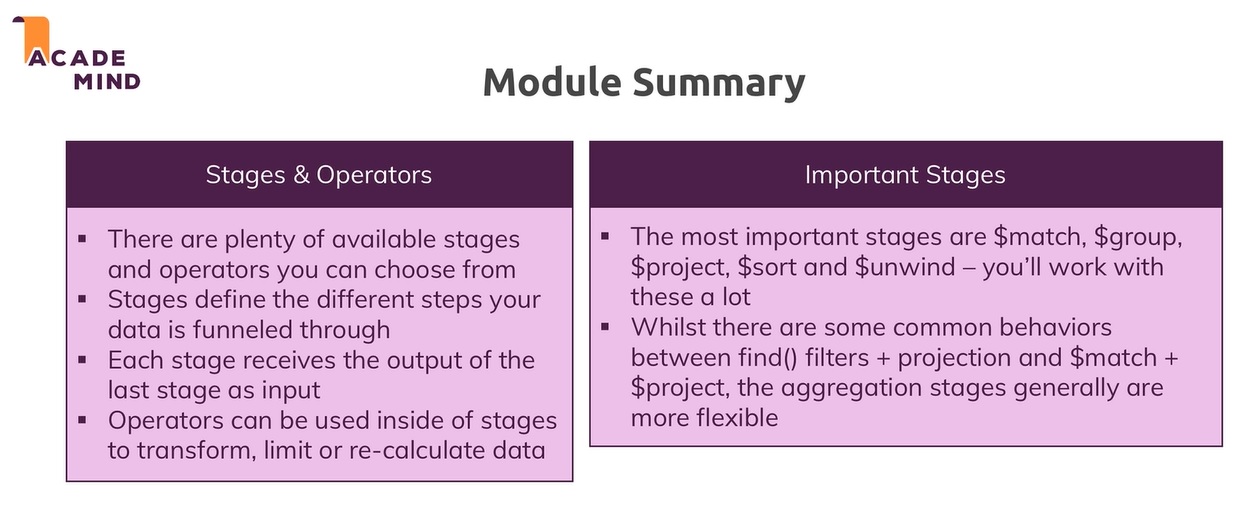 ACADE
MIND
Module Summary
Stages & Operators
▪ There are plenty of available stages
and operators you can choose from
▪ Stages define the different steps your
data is funneled through
▪ Each stage receives the output of the
last stage as input
▪ Operators can be used inside of stages
to transform, limit or re-calculate data
Important Stages
▪ The most important stages are $match, $group,
$project, $sort and $unwind – you’ll work with
these a lot
▪ Whilst there are some common behaviors
between find() filters + projection and $match +
$project, the aggregation stages generally are
more flexible